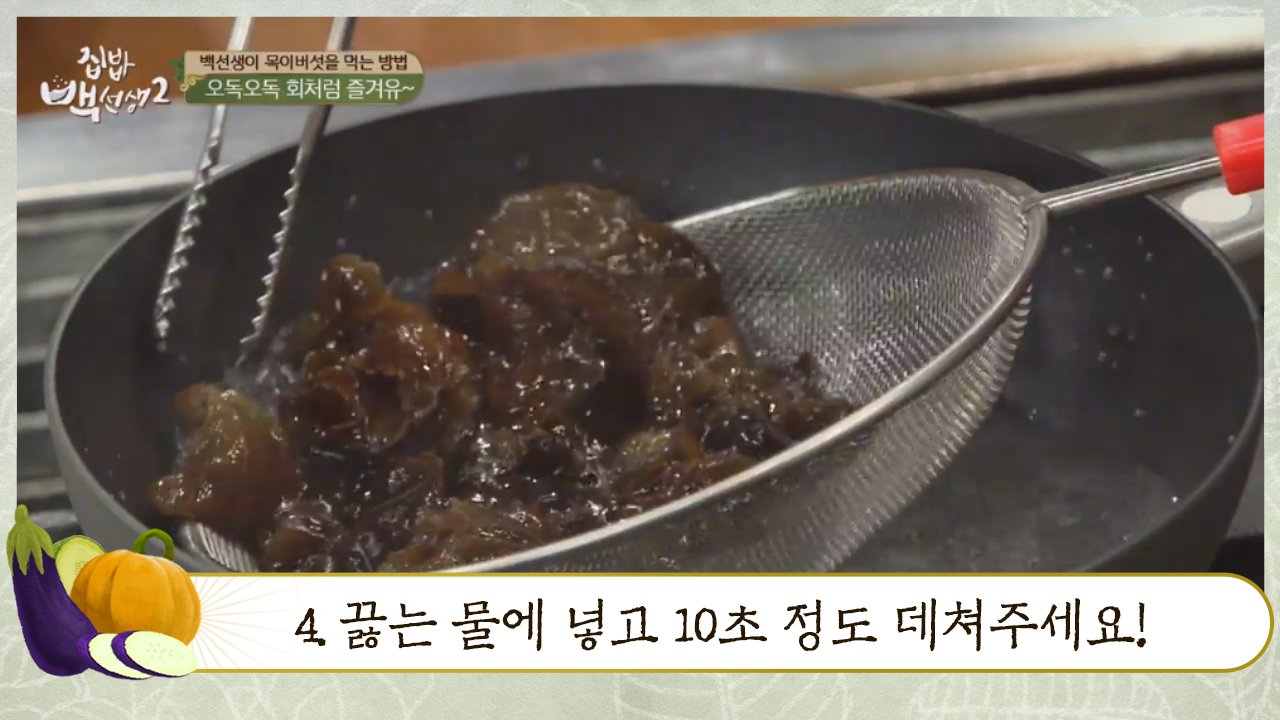 집밥
백선생2
백선생이 목이버섯을 먹는 방법
오독오독 회처럼 즐겨유~
4. 끓는 물에 넣고 10초 정도 데쳐주세요!